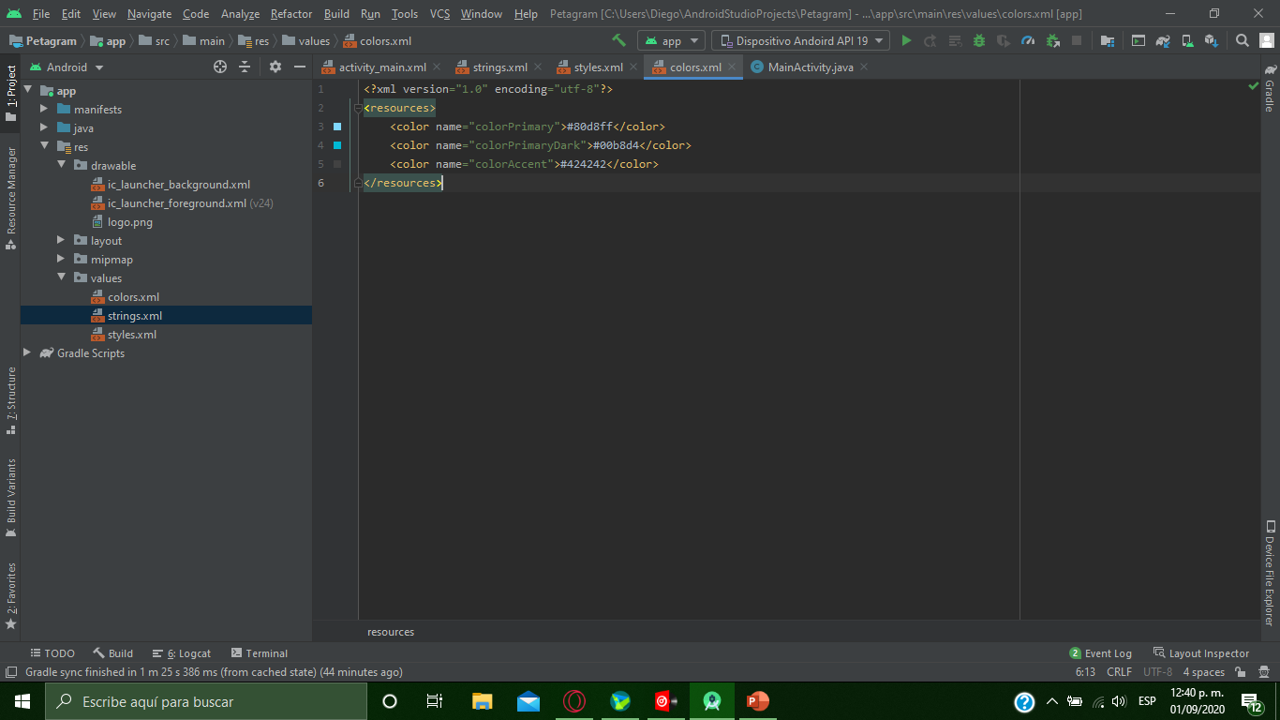 File Edit View Navigate Code Analyze Refactor Build Run Tools VCS Window Help Petagram [C:\Users\Diego\AndroidStudioProjects\Petagram] - ...\app\src\main\res\values\colors.xml [app]
Petagram app src main res values colors.xml app Dispositivo Andoird API 19
Android
activity_main.xml strings.xml styles.xml colors.xml MainActivity.java
1: Project
Resource Manager
7: Structure
Build Variants
2: Favorites
app
manifests
java
res
drawable
ic_launcher_background.xml
ic_launcher_foreground.xml (v24)
logo.png
layout
mipmap
values
colors.xml
strings.xml
styles.xml
Gradle Scripts
1 <?xml version="1.0" encoding="utf-8"?>
2 <resources>
3 <color name="colorPrimary">#80d8ff</color>
4 <color name="colorPrimaryDark">#00b8d4</color>
5 <color name="colorAccent">#424242</color>
6 </resources>
Gradle
Device File Explorer
resources
TODO Build 6: Logcat Terminal 2 Event Log Layout Inspector
Gradle sync finished in 1 m 25 s 386 ms (from cached state) (44 minutes ago) 6:13 CRLF UTF-8 4 spaces
Escribe aquí para buscar ESP 12:40 p. m.
01/09/2020 12